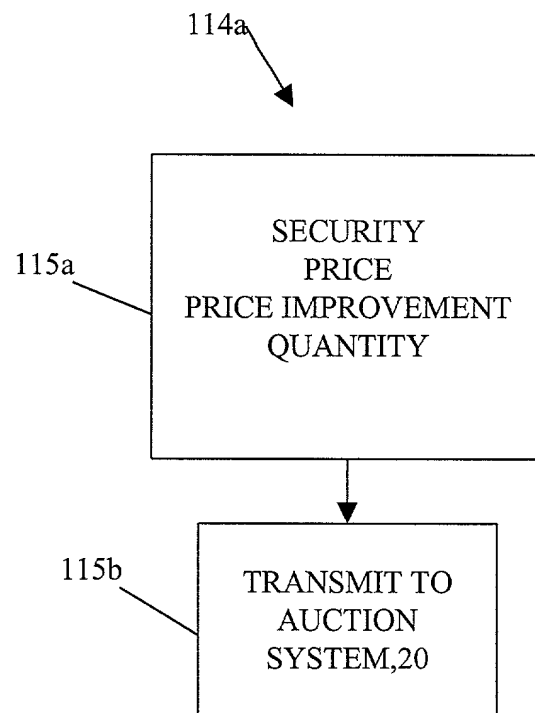 114a
115a
SECURITY
PRICE
PRICE IMPROVEMENT
QUANTITY
115b
TRANSMIT TO
AUCTION
SYSTEM,20